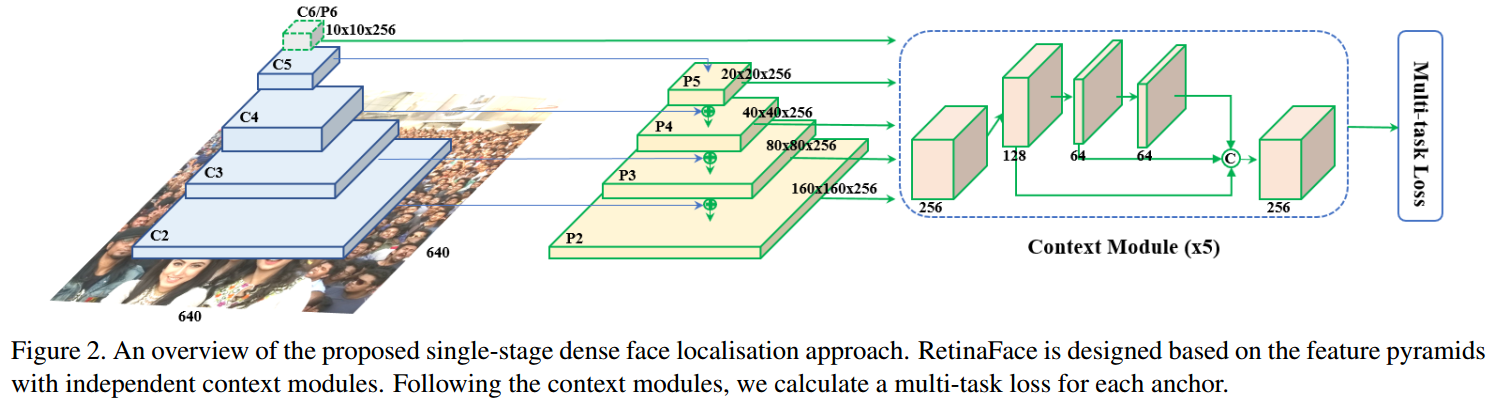 C6/P6
10x10x256
C5
C4
C3
C2
640
640
P5
20x20x256
P4
40x40x256
P3
80x80x256
P2
160x160x256
256
128
64
64
C
256
Context Module (x5)
Multi-task Loss
Figure 2. An overview of the proposed single-stage dense face localisation approach. RetinaFace is designed based on the feature pyramids
with independent context modules. Following the context modules, we calculate a multi-task loss for each anchor.